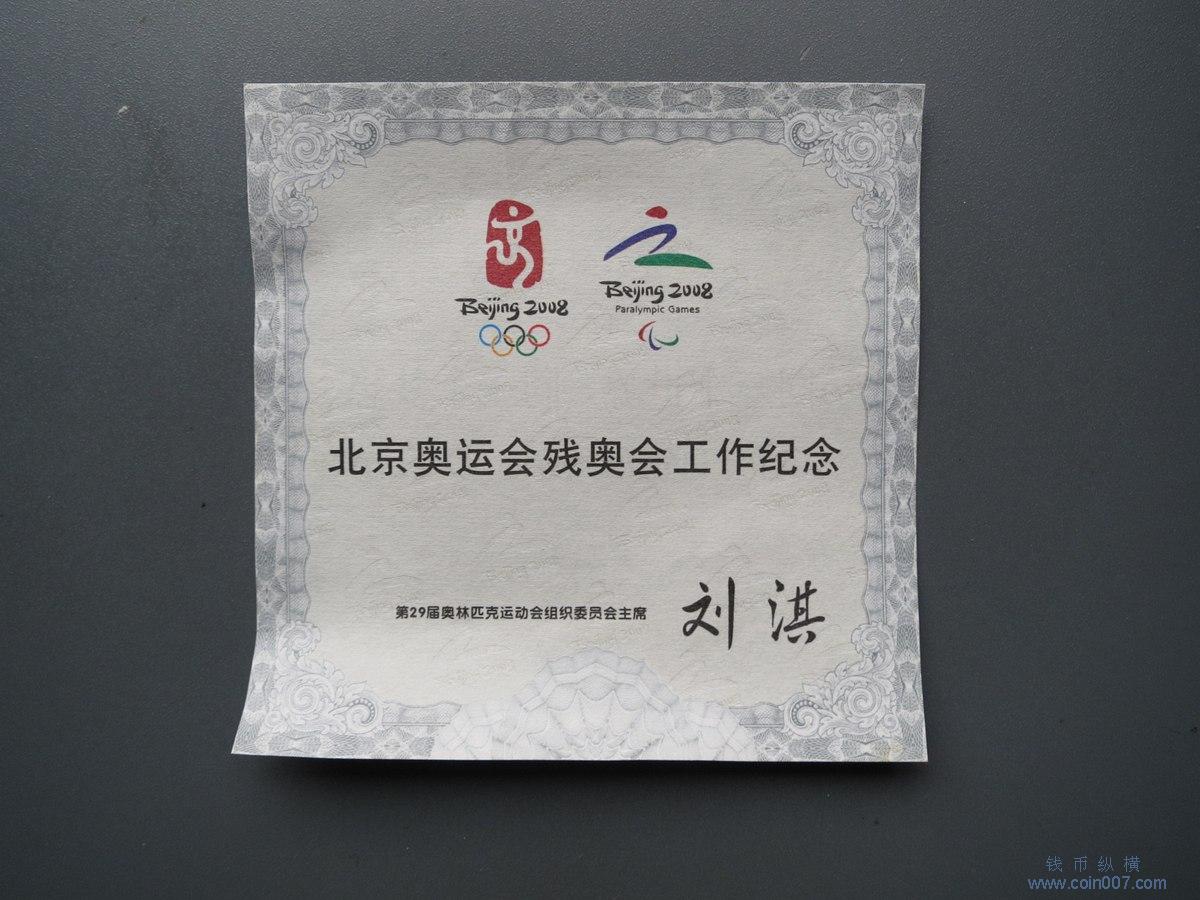 Beijing 2008
Beijing 2008
Paralympic Games
北京奥运会残奥会工作纪念
第29届奥林匹克运动会组织委员会主席 刘淇
钱币纵横
www.coin007.com